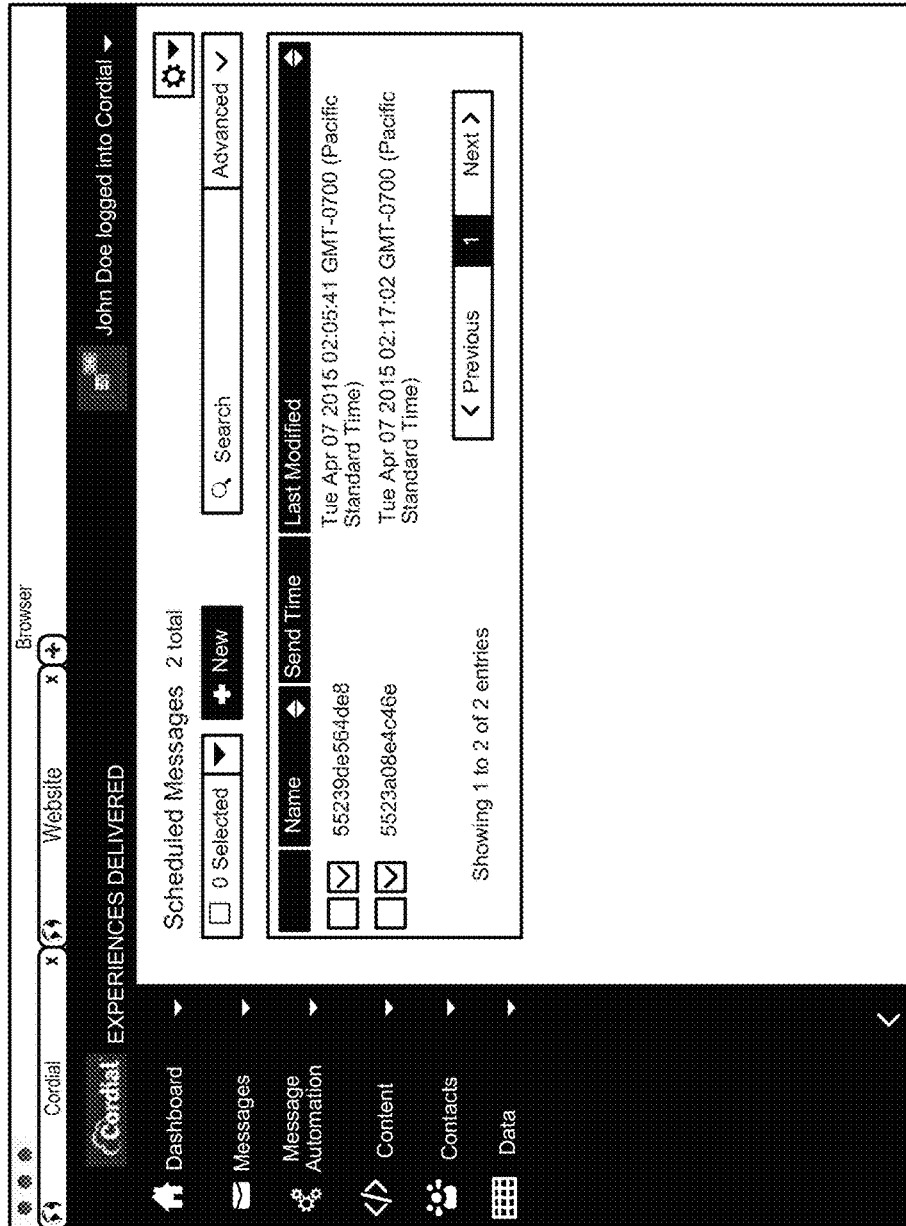 Browser
Cordial x
Website x
Cordial EXPERIENCES DELIVERED
John Doe logged into Cordial
Dashboard
Messages
Message
Automation
Content
Contacts
Data
Scheduled Messages 2 total
0 Selected
New
Search
Advanced
Name
Send Time
Last Modified
55239de564de8
Tue Apr 07 2015 02:05:41 GMT-0700 (Pacific
Standard Time)
5523a08e4c46e
Tue Apr 07 2015 02:17:02 GMT-0700 (Pacific
Standard Time)
Showing 1 to 2 of 2 entries
< Previous 1 Next >